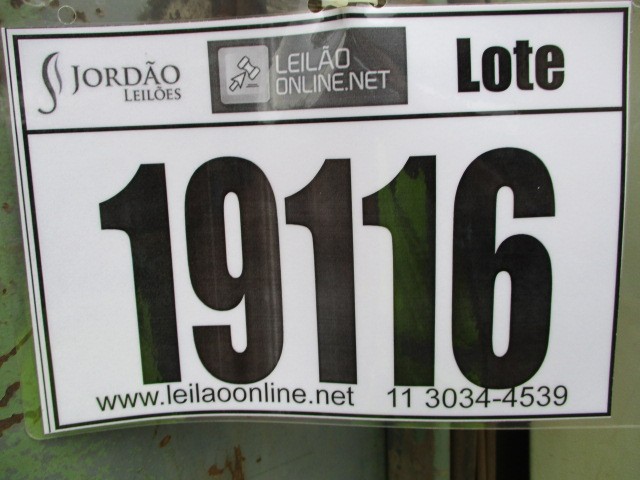 JORDÃO
LEILÕES
LEILÃO
ONLINE.NET
Lote
19116
www.leilaoonline.net 11 3034-4539